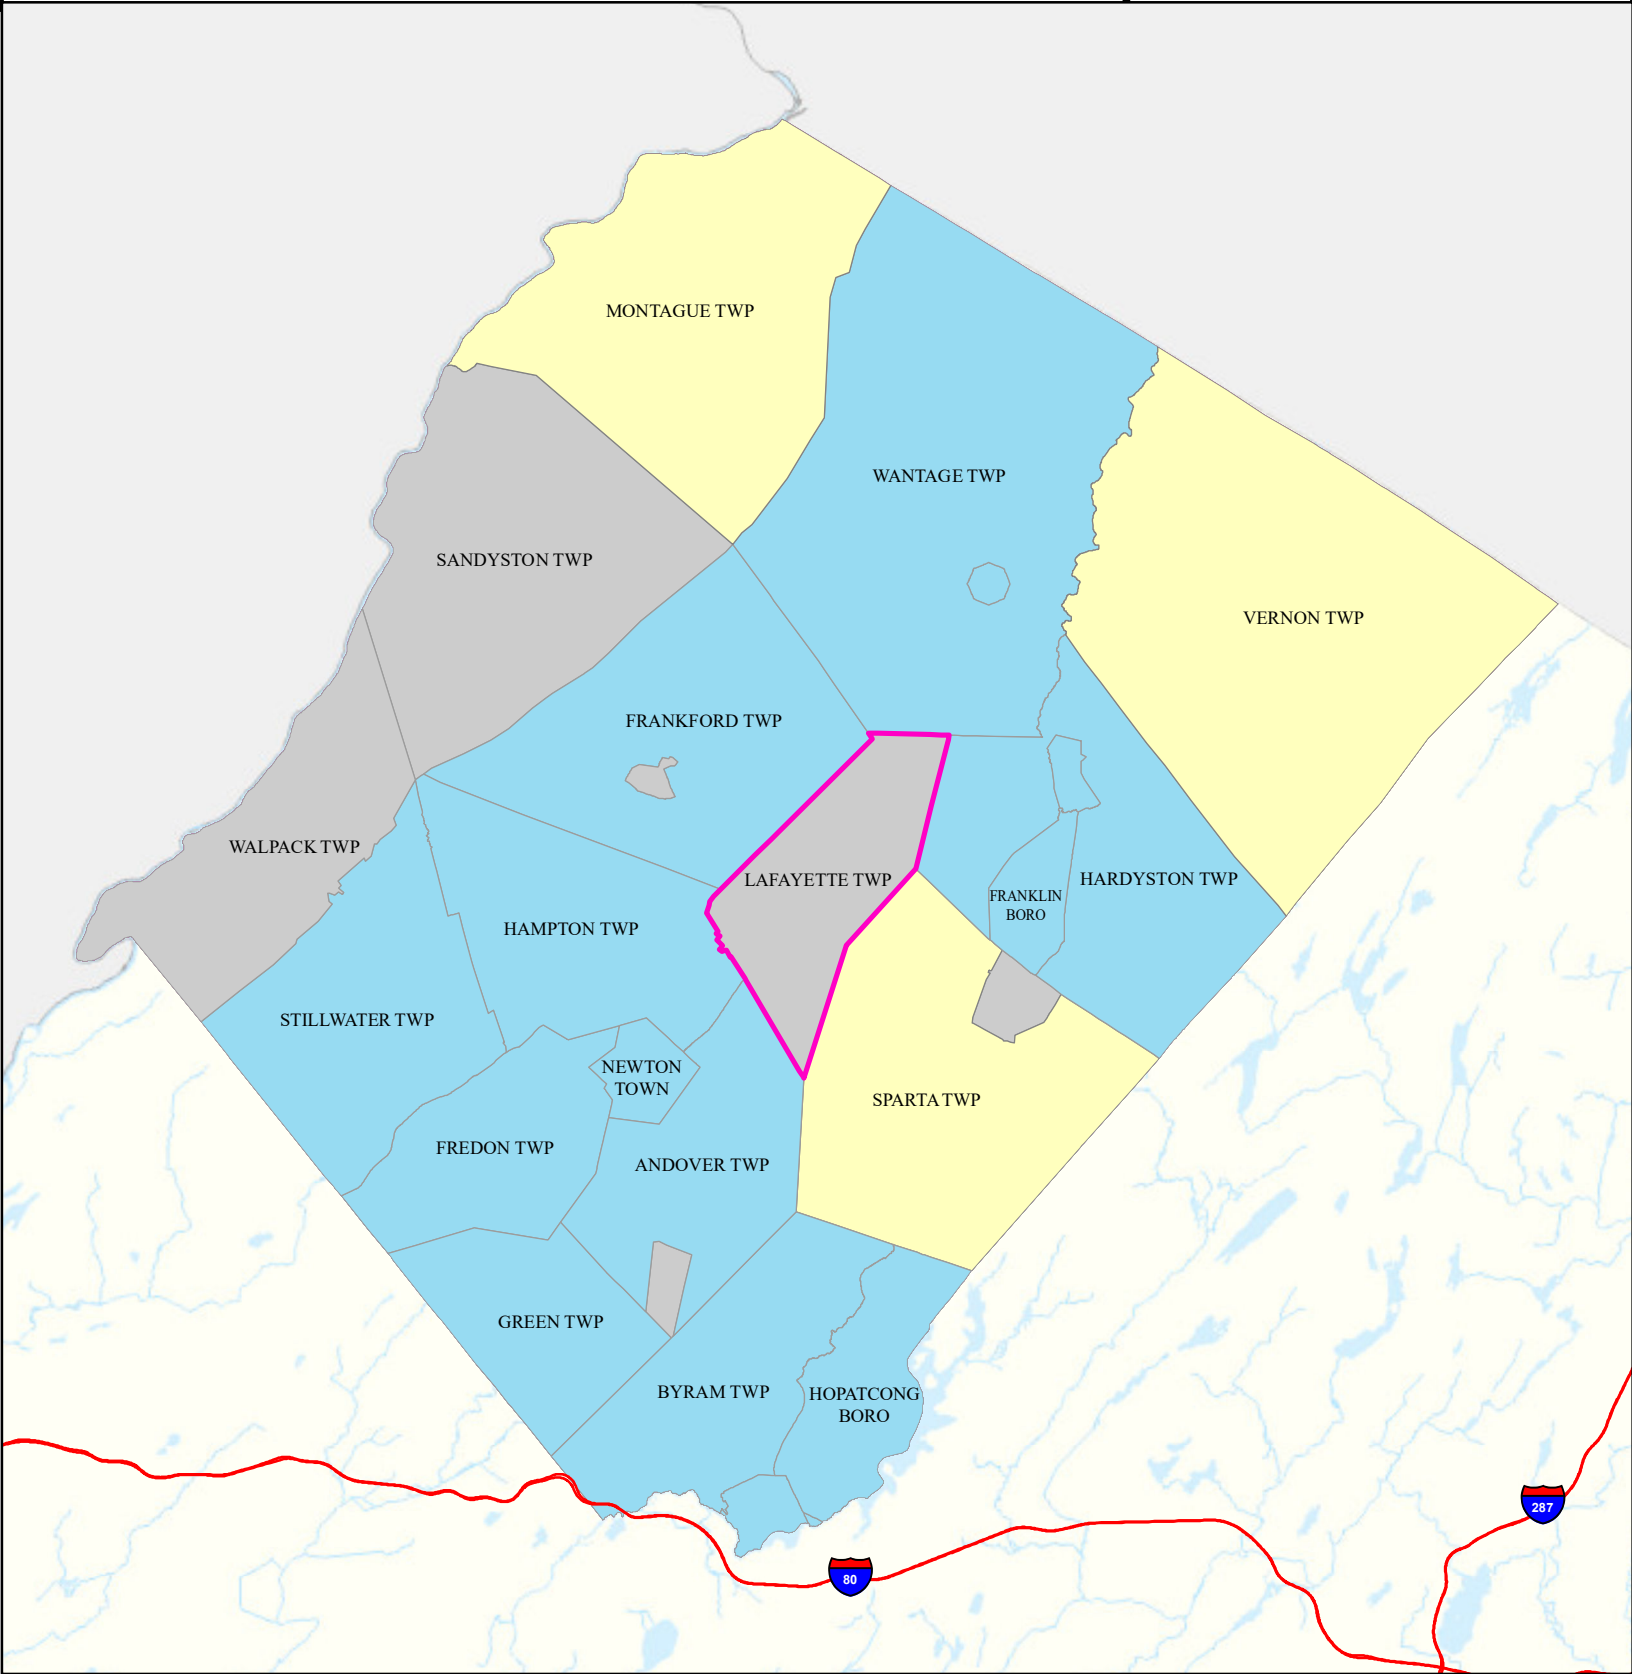 MONTAGUE TWP
WANTAGE TWP
SANDYSTON TWP
VERNON TWP
FRANKFORD TWP
WALPACK TWP
LAFAYETTE TWP
HARDYSTON TWP
FRANKLIN
BORO
HAMPTON TWP
STILLWATER TWP
NEWTON
TOWN
SPARTA TWP
FREDON TWP
ANDOVER TWP
GREEN TWP
BYRAM TWP
HOPATCONG
BORO
287
80